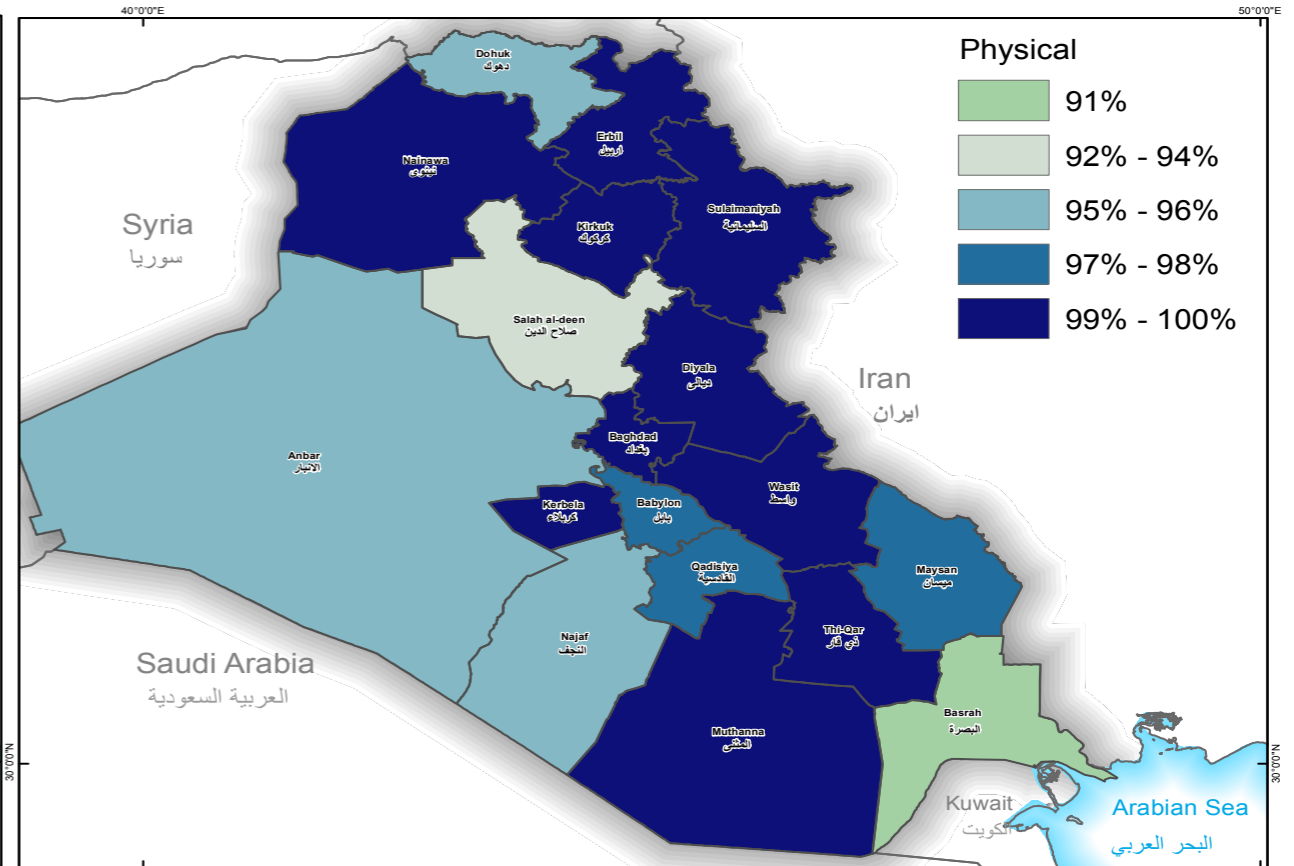 40°0'0"E
50°0'0"E
Physical
91%
92% - 94%
95% - 96%
97% - 98%
99% - 100%
Dohuk
دهوك
Erbil
اربيل
Nainawa
نينوى
Sulaimaniyah
السليمانية
Kirkuk
كركوك
Syria
سوريا
Salah al-deen
صلاح الدين
Diyala
ديالى
Iran
ايران
Baghdad
بغداد
Anbar
الانبار
Wasit
واسط
Kerbela
كربلاء
Babylon
بابل
Qadisiya
القادسية
Maysan
ميسان
Najaf
النجف
Thi-Qar
ذي قار
Saudi Arabia
العربية السعودية
Basrah
البصرة
Muthanna
المثنى
30°0'0"N
30°0'0"N
Kuwait
الكويت
Arabian Sea
البحر العربي